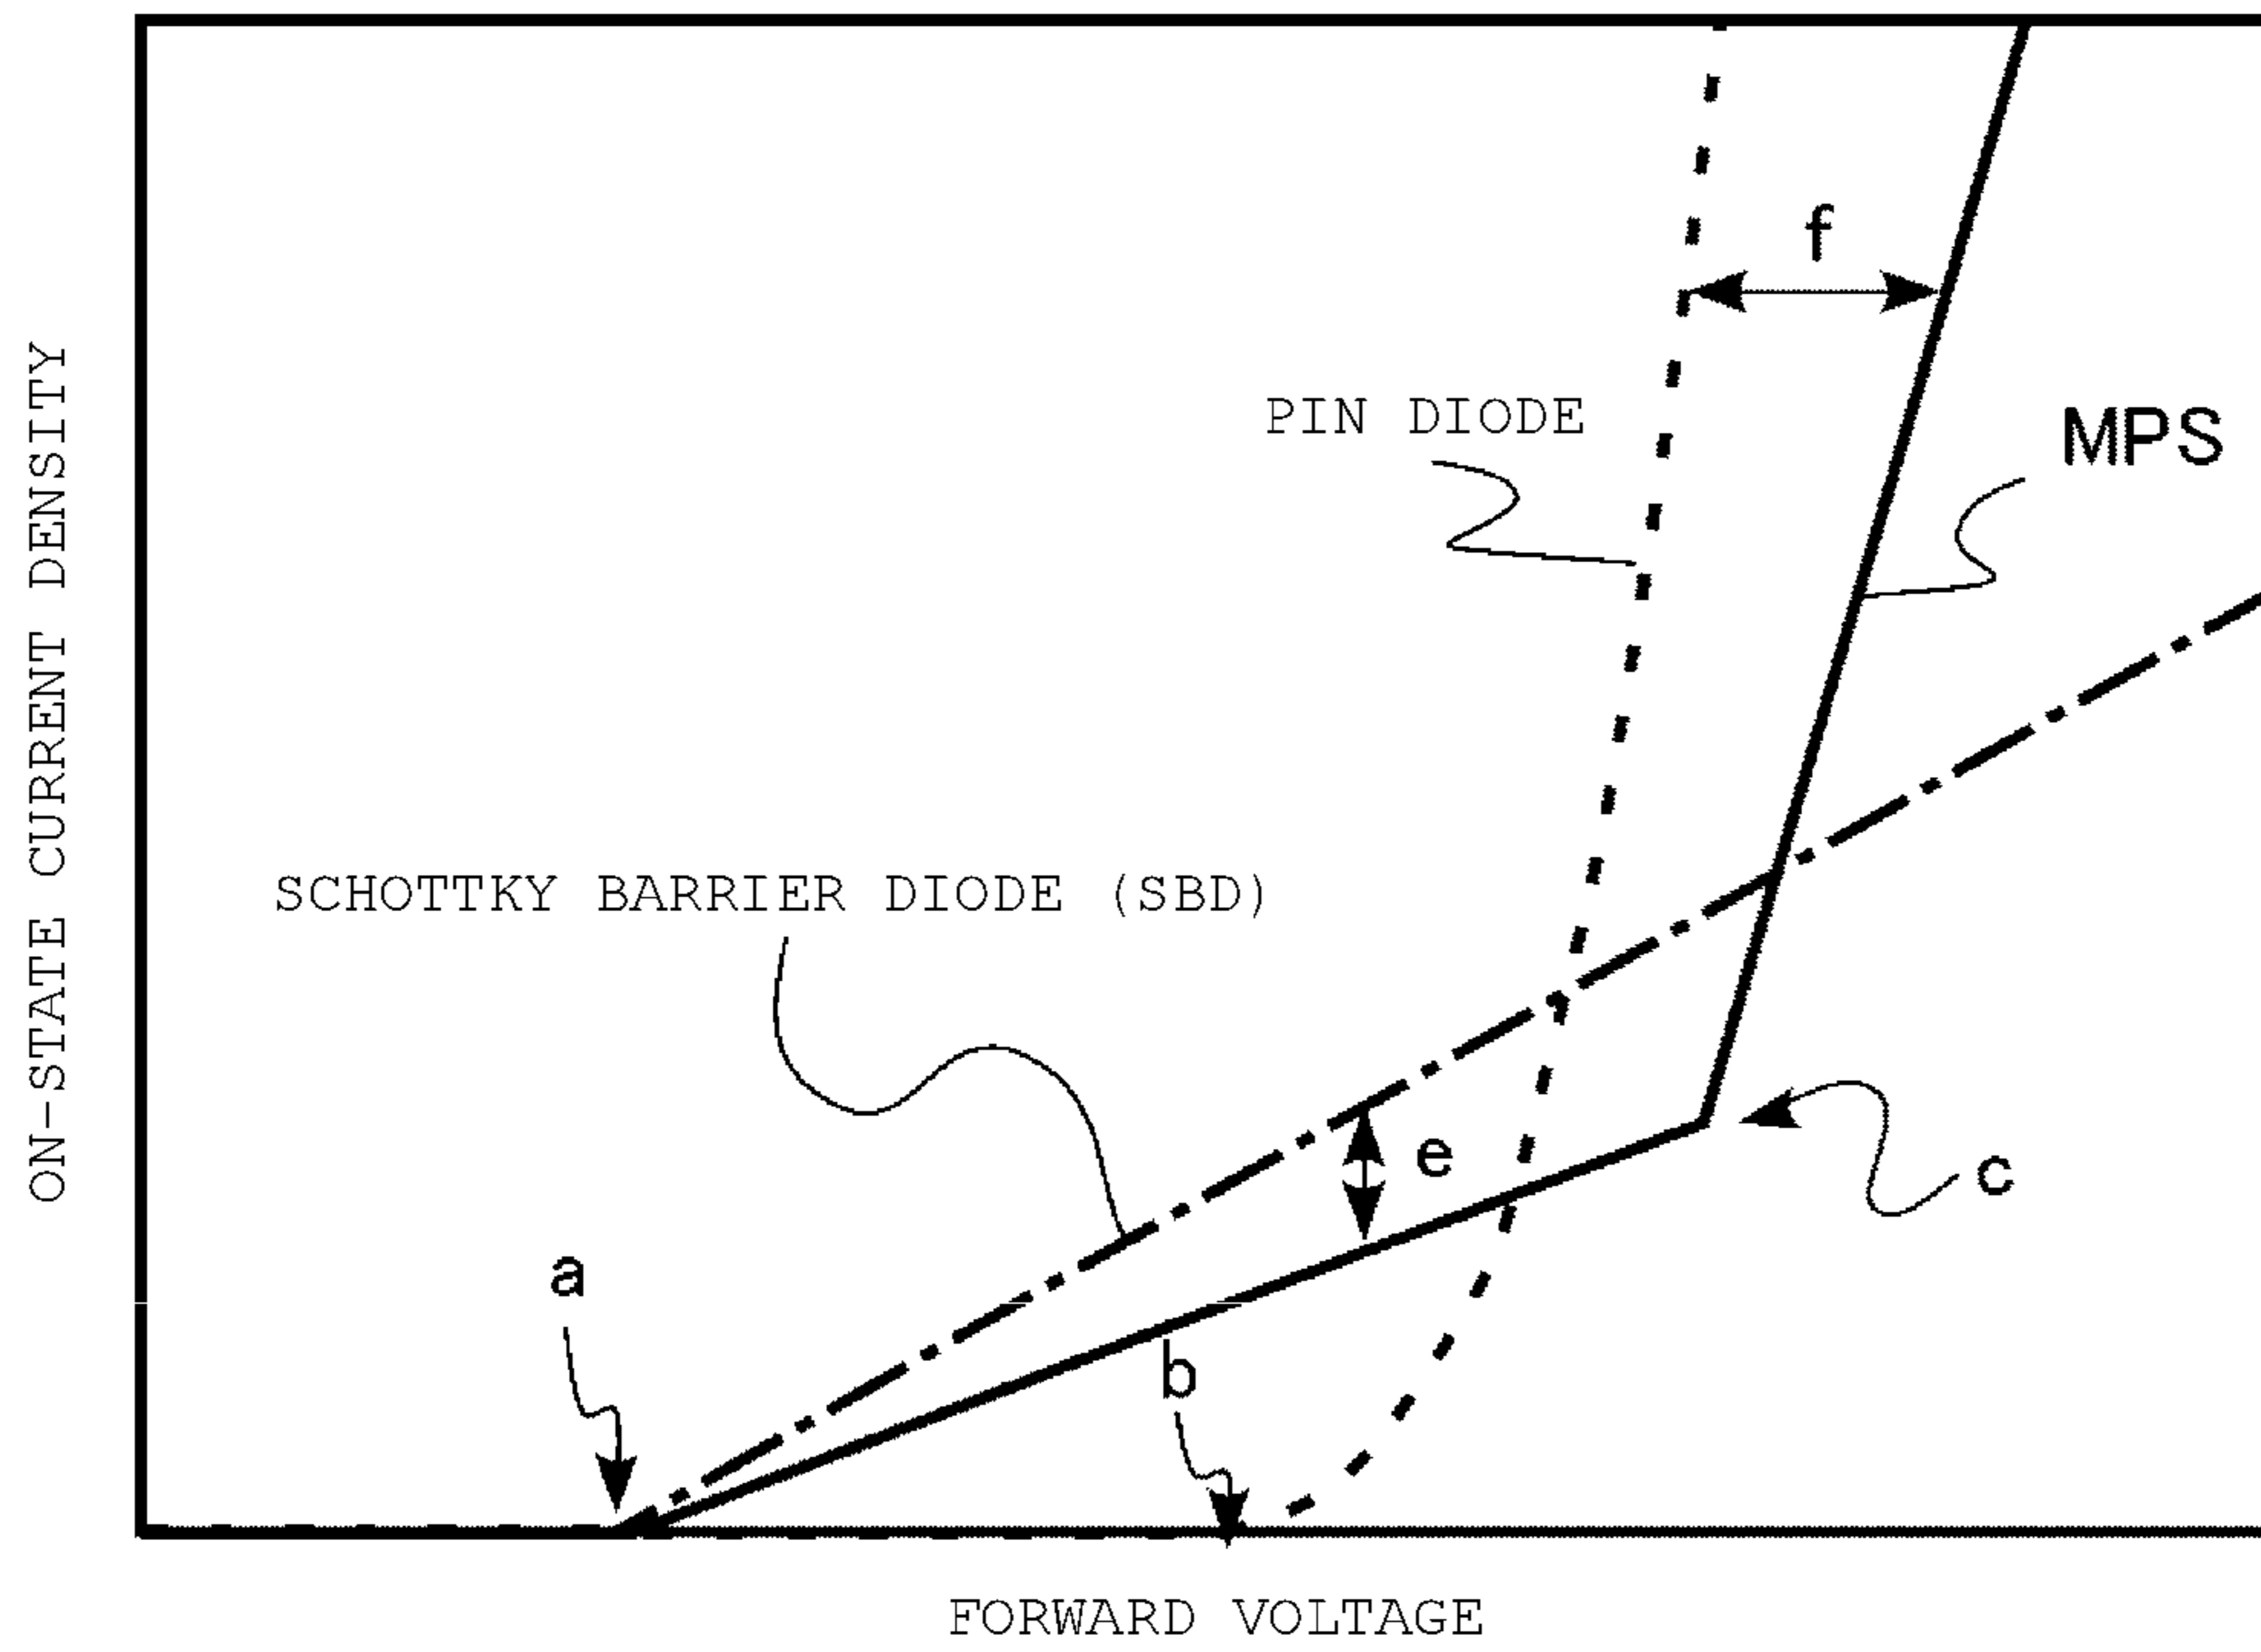 f
PIN DIODE
MPS
ON-STATE CURRENT DENSITY
SCHOTTKY BARRIER DIODE (SBD)
e
c
a
b
FORWARD VOLTAGE